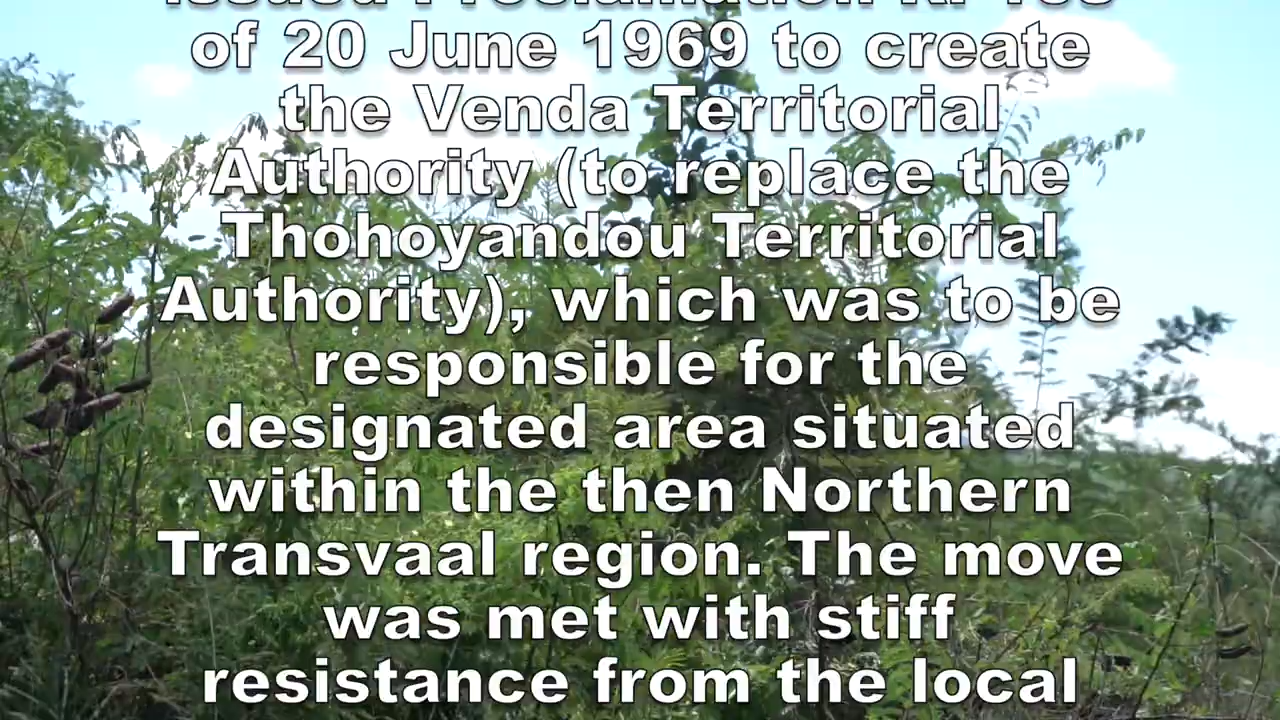 of 20 June 1969 to create
the Venda Territorial
Authority (to replace the
Thohoyandou Territorial
Authority), which was to be
responsible for the
designated area situated
within the then Northern
Transvaal region. The move
was met with stiff
resistance from the local